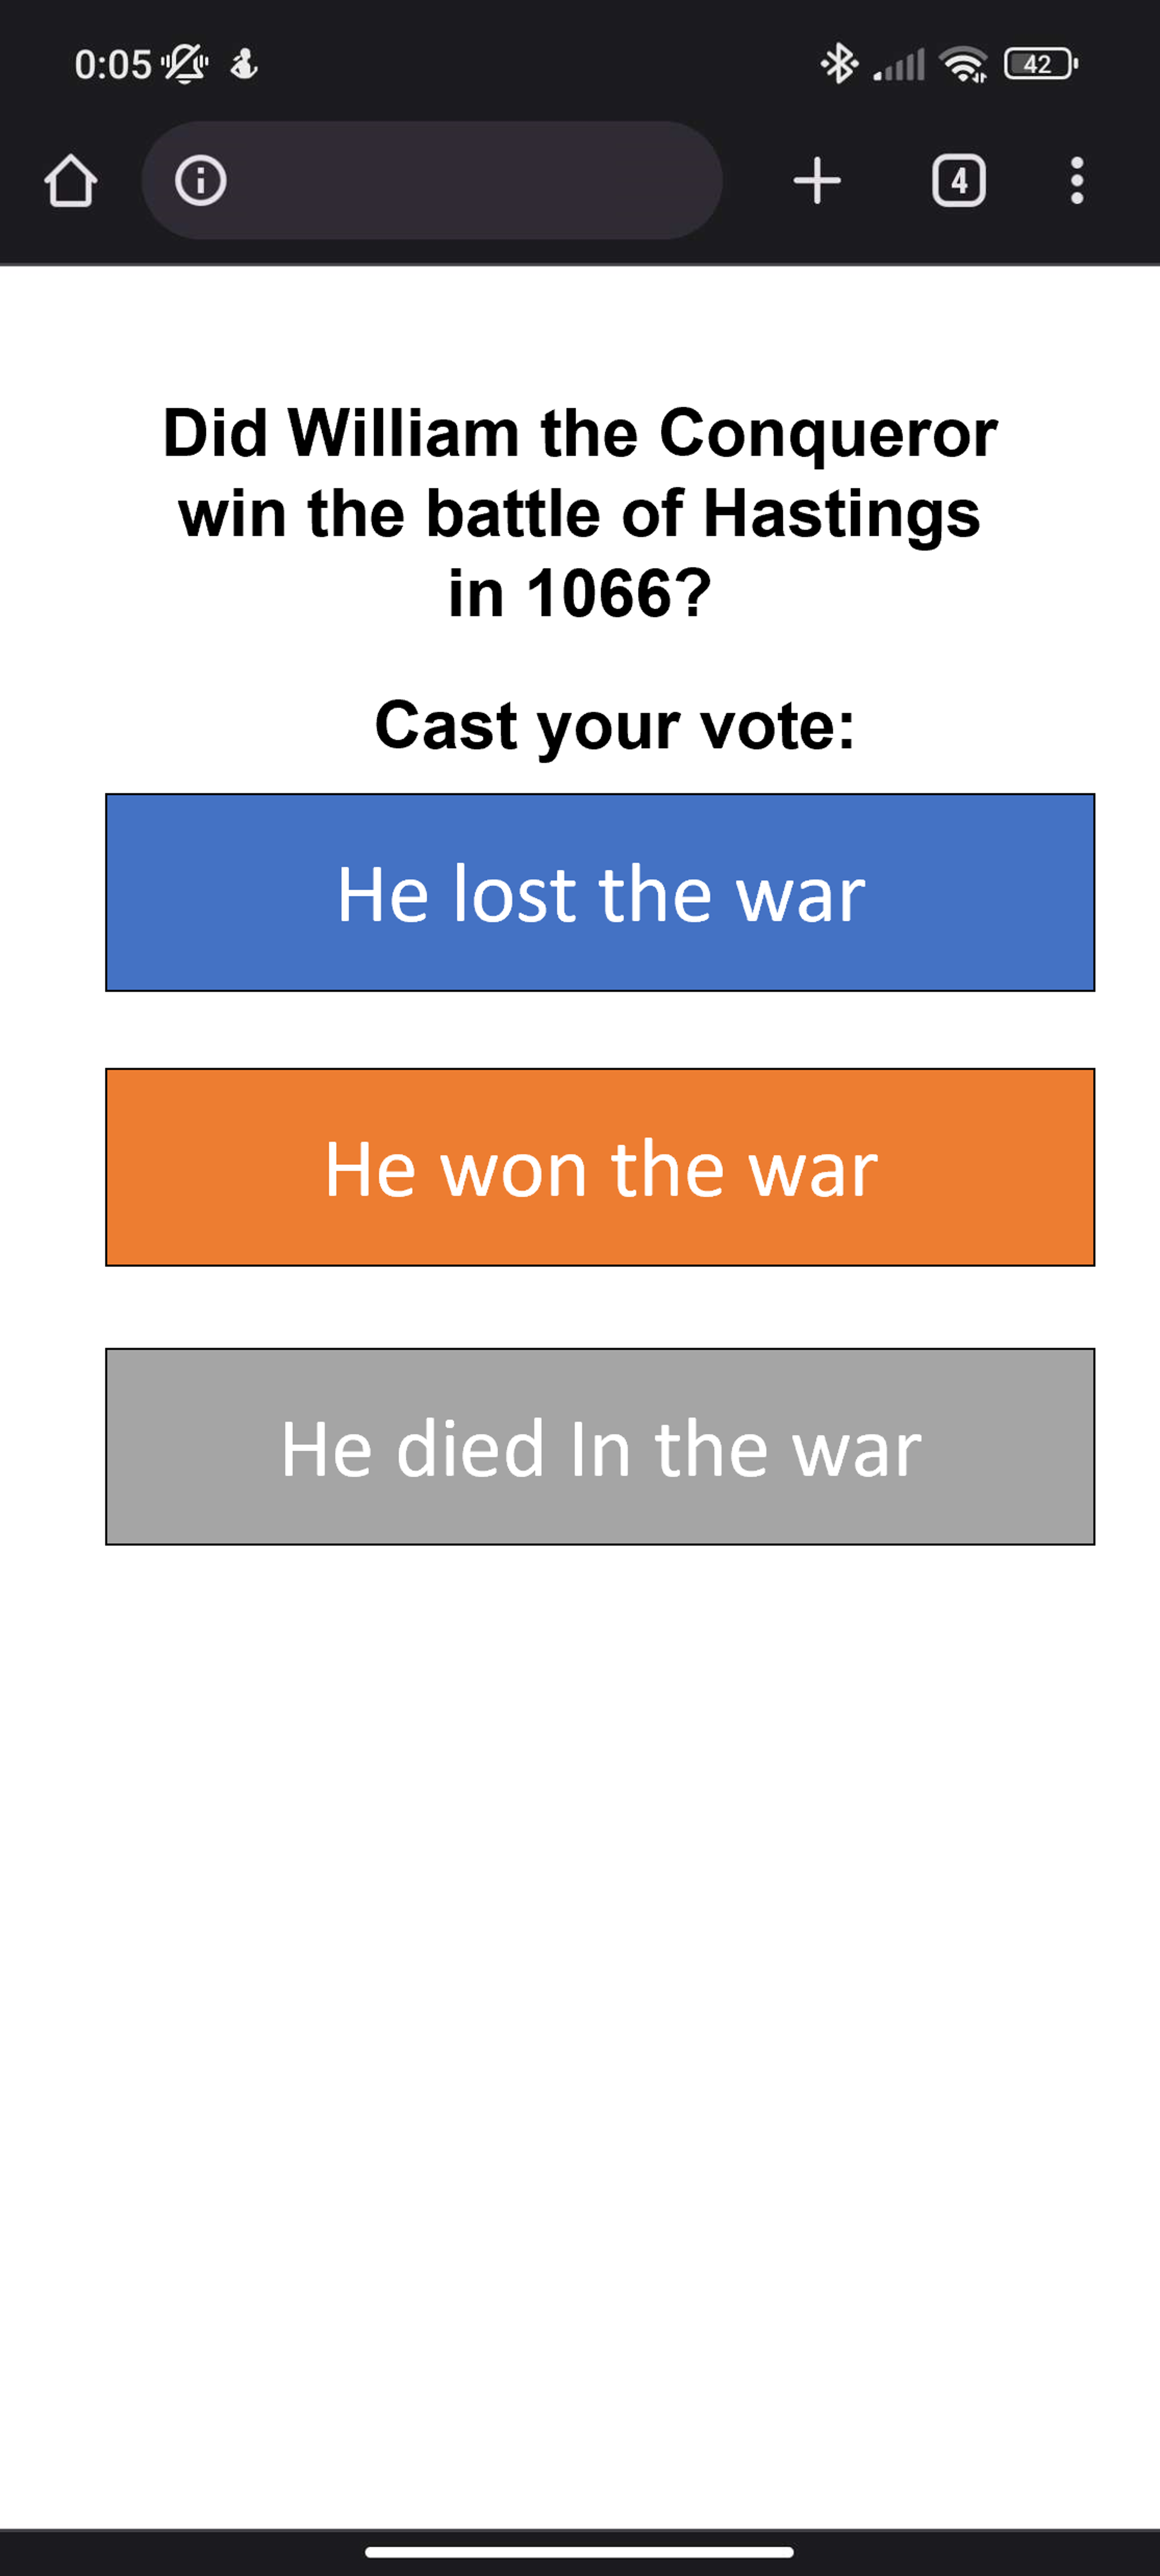 0:05
42
4
Did William the Conqueror
win the battle of Hastings
in 1066?
Cast your vote:
He lost the war
He won the war
He died In the war